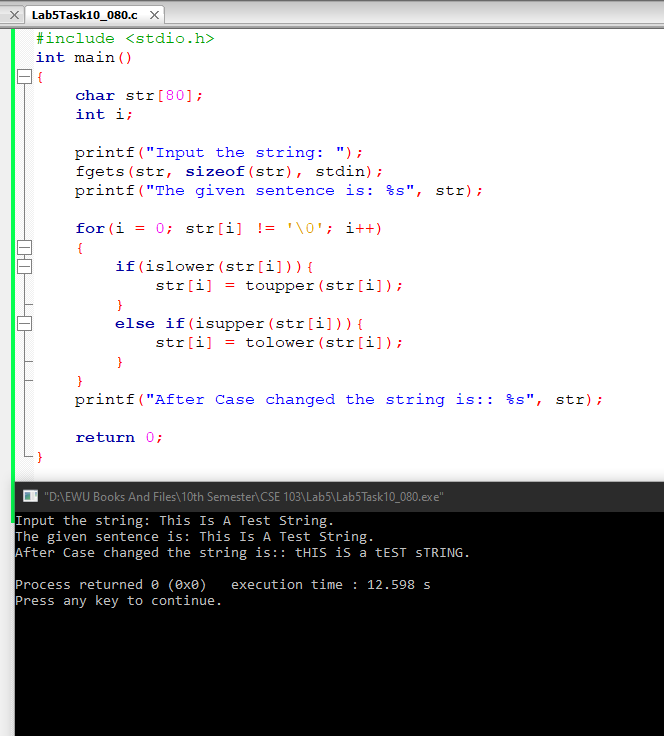 Lab5Task10_080.c
#include <stdio.h>
int main()
{
    char str[80];
    int i;

    printf("Input the string: ");
    fgets(str, sizeof(str), stdin);
    printf("The given sentence is: %s", str);

    for(i = 0; str[i] != '\0'; i++)
    {
        if(islower(str[i])){
            str[i] = toupper(str[i]);
        }
        else if(isupper(str[i])){
            str[i] = tolower(str[i]);
        }
    }
    printf("After Case changed the string is:: %s", str);

    return 0;
}
"D:\EWU Books And Files\10th Semester\CSE 103\Lab5\Lab5Task10_080.exe"
Input the string: This Is A Test String.
The given sentence is: This Is A Test String.
After Case changed the string is:: tHIS iS a tEST sTRING.

Process returned 0 (0x0)   execution time : 12.598 s
Press any key to continue.